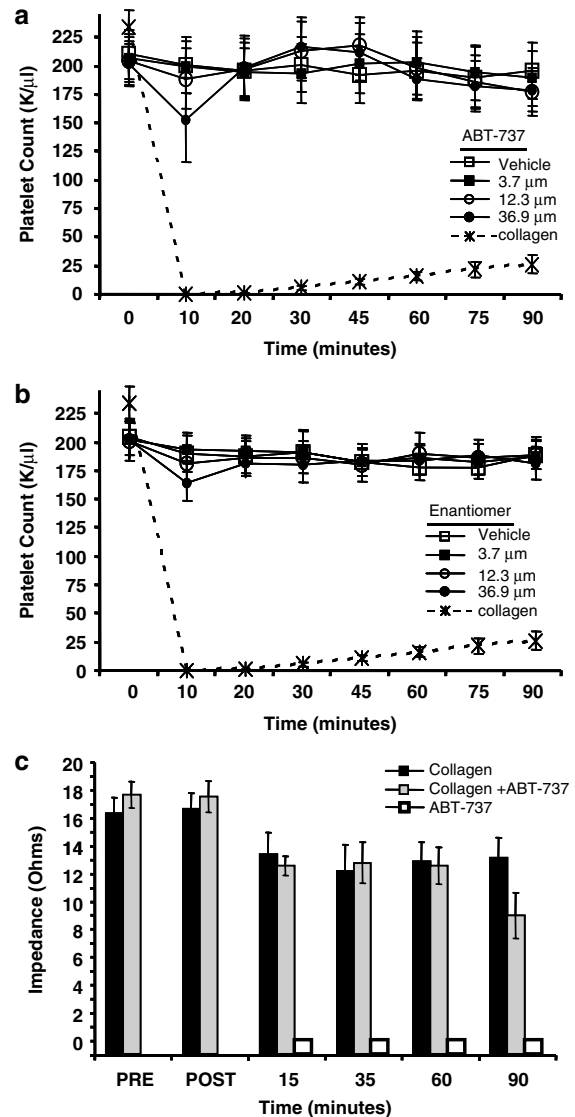 a
Platelet Count (K/µl)
225
200
175
150
125
100
75
50
25
0
ABT-737
Vehicle
3.7 µm
12.3 µm
36.9 µm
collagen
0 10 20 30 45 60 75 90
Time (minutes)
b
Platelet Count (K/µl)
225
200
175
150
125
100
75
50
25
0
Enantiomer
Vehicle
3.7 µm
12.3 µm
36.9 µm
collagen
0 10 20 30 45 60 75 90
Time (minutes)
c
Impedance (Ohms)
20
18
16
14
12
10
8
6
4
2
0
Collagen
Collagen +ABT-737
ABT-737
PRE POST 15 35 60 90
Time (minutes)